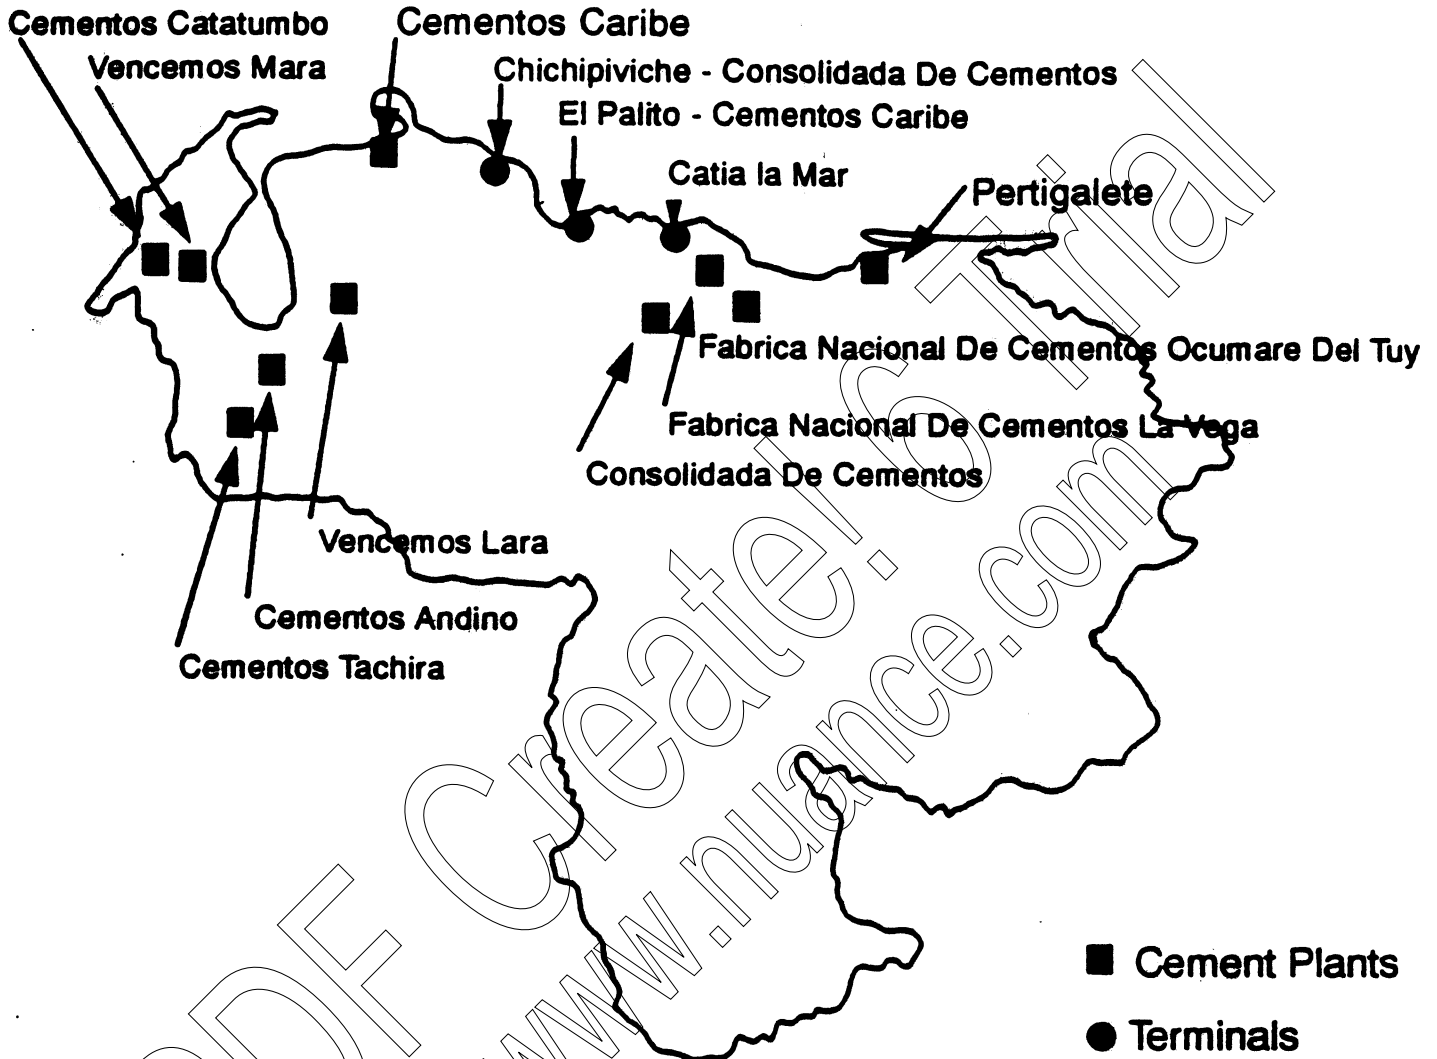 Cementos Catatumbo
Cementos Caribe
Vencemos Mara
Chichipiviche - Consolidada De Cementos
El Palito - Cementos Caribe
Catia la Mar
Pertigalete
Fabrica Nacional De Cementos Ocumare Del Tuy
Fabrica Nacional De Cementos La Vega
Consolidada De Cementos
Vencemos Lara
Cementos Andino
Cementos Tachira
Cement Plants
Terminals
PDF Create! 6 Trial
www.nuance.com